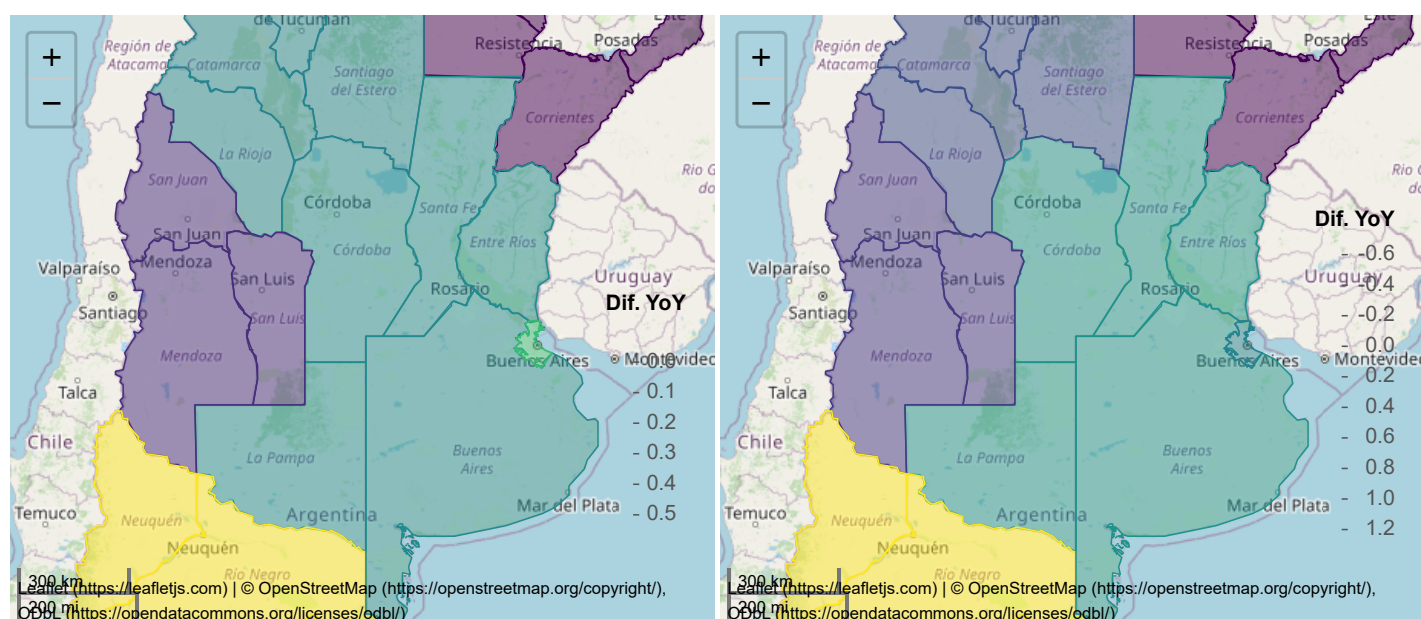 +
−
de Tucumán
Región de
Atacama
Catamarca
Santiago
del Estero
Resistencia
Posadas
Este
Corrientes
La Rioja
San Juan
San Juan
Córdoba
Córdoba
Santa Fe
Entre Ríos
Rio G
do
Valparaíso
Mendoza
San Luis
San Luis
Rosario
Uruguay
Santiago
Dif. YoY
Mendoza
Buenos Aires
Montevideo
Talca
- 0.0
- 0.1
- 0.2
- 0.3
- 0.4
- 0.5
Chile
La Pampa
Buenos
Aires
Temuco
Neuquén
Neuquén
Argentina
Mar del Plata
Río Negro
300 km
200 mi
Leaflet (https://leafletjs.com) | © OpenStreetMap (https://openstreetmap.org/copyright/),
ODbL (https://opendatacommons.org/licenses/odbl/)
+
−
de Tucumán
Región de
Atacama
Catamarca
Santiago
del Estero
Resistencia
Posadas
Este
Corrientes
La Rioja
San Juan
San Juan
Córdoba
Córdoba
Santa Fe
Entre Ríos
Rio G
do
Valparaíso
Mendoza
San Luis
San Luis
Rosario
Uruguay
Santiago
Dif. YoY
Mendoza
Buenos Aires
Montevideo
Talca
- -0.6
- -0.4
- -0.2
- 0.0
- 0.2
- 0.4
- 0.6
- 0.8
- 1.0
- 1.2
Chile
La Pampa
Buenos
Aires
Temuco
Neuquén
Neuquén
Argentina
Mar del Plata
Río Negro
300 km
200 mi
Leaflet (https://leafletjs.com) | © OpenStreetMap (https://openstreetmap.org/copyright/),
ODbL (https://opendatacommons.org/licenses/odbl/)